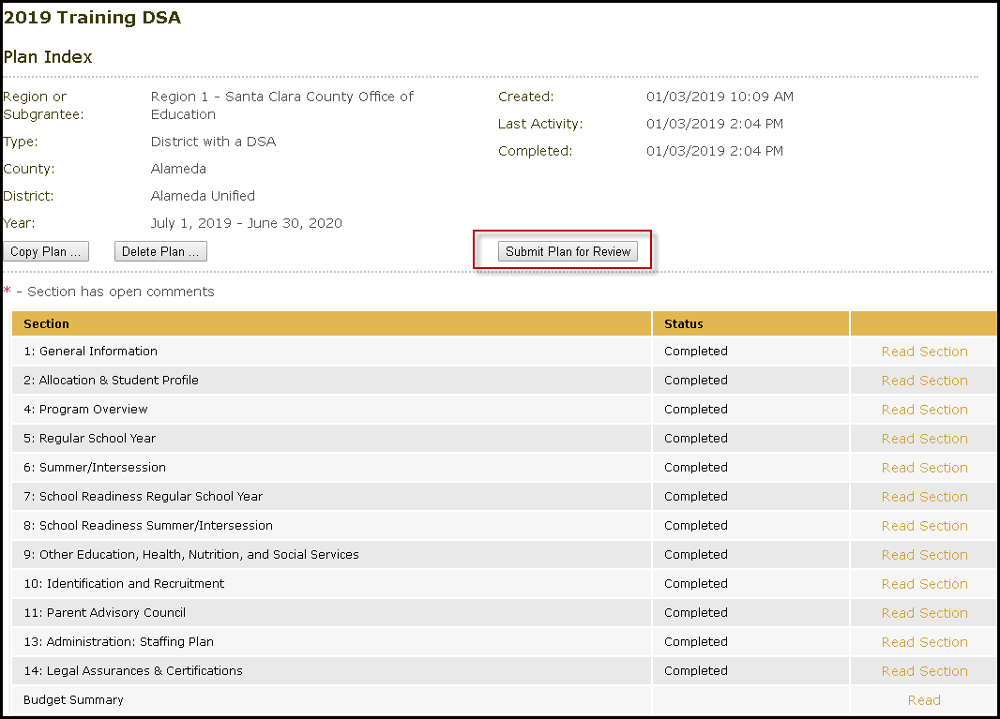 2019 Training DSA
Plan Index
Region or Subgrantee: Region 1 - Santa Clara County Office of Education
Type: District with a DSA
County: Alameda
District: Alameda Unified
Year: July 1, 2019 - June 30, 2020
Created: 01/03/2019 10:09 AM
Last Activity: 01/03/2019 2:04 PM
Completed: 01/03/2019 2:04 PM
Copy Plan ... Delete Plan ... Submit Plan for Review
* - Section has open comments
Section Status
1: General Information Completed Read Section
2: Allocation & Student Profile Completed Read Section
4: Program Overview Completed Read Section
5: Regular School Year Completed Read Section
6: Summer/Intersession Completed Read Section
7: School Readiness Regular School Year Completed Read Section
8: School Readiness Summer/Intersession Completed Read Section
9: Other Education, Health, Nutrition, and Social Services Completed Read Section
10: Identification and Recruitment Completed Read Section
11: Parent Advisory Council Completed Read Section
13: Administration: Staffing Plan Completed Read Section
14: Legal Assurances & Certifications Completed Read Section
Budget Summary Read